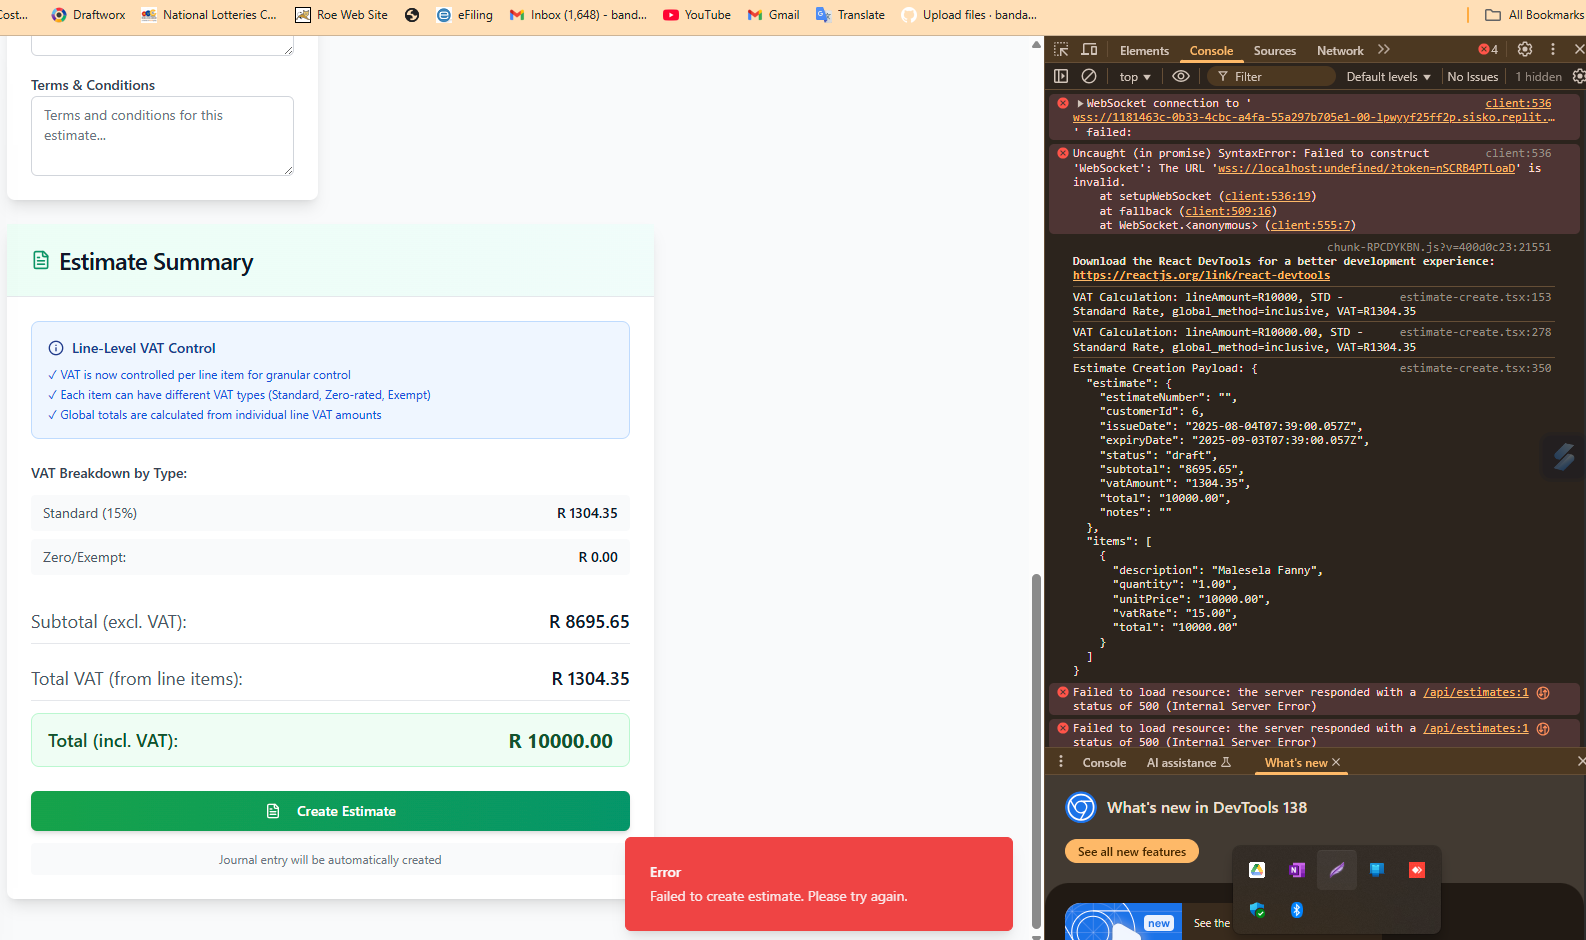 Cost...
Draftworx
National Lotteries C...
Roe Web Site
eFiling
Inbox (1,648) - band...
YouTube
Gmail
Translate
Upload files · banda...
All Bookmarks
Terms & Conditions
Terms and conditions for this
estimate...
Estimate Summary
Line-Level VAT Control
✓ VAT is now controlled per line item for granular control
✓ Each item can have different VAT types (Standard, Zero-rated, Exempt)
✓ Global totals are calculated from individual line VAT amounts
VAT Breakdown by Type:
Standard (15%) R 1304.35
Zero/Exempt: R 0.00
Subtotal (excl. VAT): R 8695.65
Total VAT (from line items): R 1304.35
Total (incl. VAT): R 10000.00
Create Estimate
Journal entry will be automatically created
Error
Failed to create estimate. Please try again.
Elements Console Sources Network 4
top Filter Default levels No Issues 1 hidden
WebSocket connection to ' client:536
wss://1181463c-0b33-4cbc-a4fa-55a297b705e1-00-lpwyyf25ff2p.sisko.replit.…
' failed:
Uncaught (in promise) SyntaxError: Failed to construct client:536
'WebSocket': The URL 'wss://localhost:undefined/?token=nSCRB4PTLoaD' is
invalid.
at setupWebSocket (client:536:19)
at fallback (client:509:16)
at WebSocket.<anonymous> (client:555:7)
chunk-RPCDYKBN.js?v=400d0c23:21551
Download the React DevTools for a better development experience:
https://reactjs.org/link/react-devtools
VAT Calculation: lineAmount=R10000, STD - estimate-create.tsx:153
Standard Rate, global_method=inclusive, VAT=R1304.35
VAT Calculation: lineAmount=R10000.00, STD - estimate-create.tsx:278
Standard Rate, global_method=inclusive, VAT=R1304.35
Estimate Creation Payload: { estimate-create.tsx:350
"estimate": {
"estimateNumber": "",
"customerId": 6,
"issueDate": "2025-08-04T07:39:00.057Z",
"expiryDate": "2025-09-03T07:39:00.057Z",
"status": "draft",
"subtotal": "8695.65",
"vatAmount": "1304.35",
"total": "10000.00",
"notes": ""
},
"items": [
{
"description": "Malesela Fanny",
"quantity": "1.00",
"unitPrice": "10000.00",
"vatRate": "15.00",
"total": "10000.00"
}
]
}
Failed to load resource: the server responded with a /api/estimates:1
status of 500 (Internal Server Error)
Failed to load resource: the server responded with a /api/estimates:1
status of 500 (Internal Server Error)
Console AI assistance What's new
What's new in DevTools 138
See all new features
new
See the